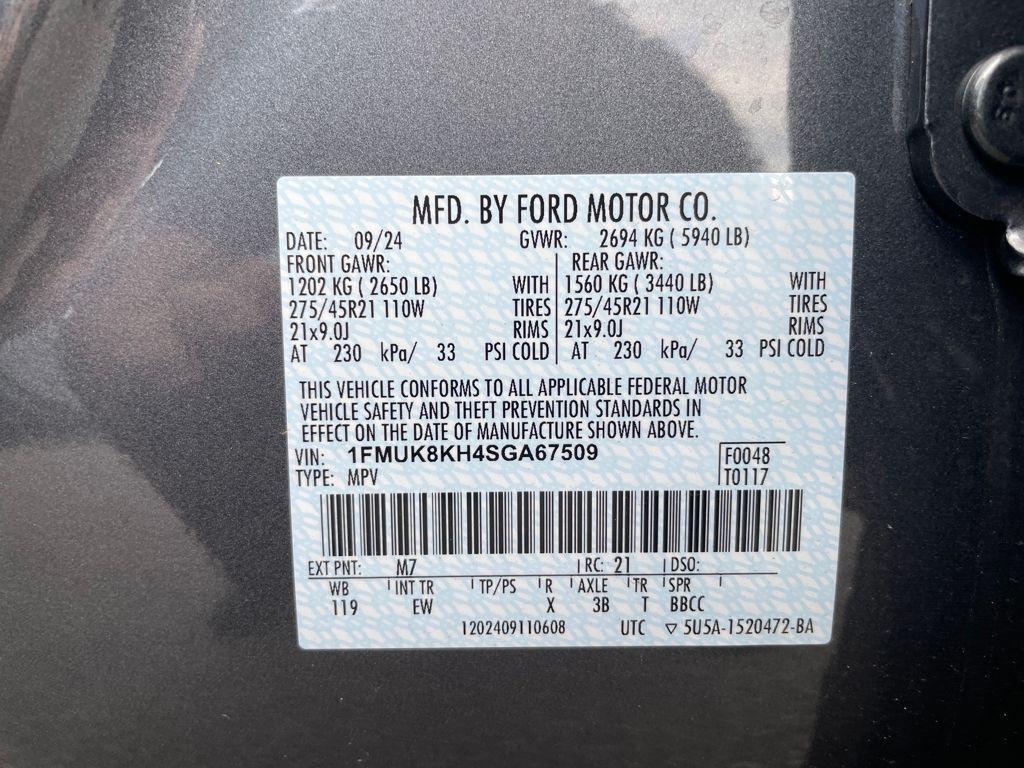 MFD. BY FORD MOTOR CO.
DATE: 09/24 GVWR: 2694 KG ( 5940 LB)
FRONT GAWR: REAR GAWR:
1202 KG ( 2650 LB) WITH 1560 KG ( 3440 LB) WITH
275/45R21 110W TIRES 275/45R21 110W TIRES
21x9.0J RIMS 21x9.0J RIMS
AT 230 kPa/ 33 PSI COLD AT 230 kPa/ 33 PSI COLD
THIS VEHICLE CONFORMS TO ALL APPLICABLE FEDERAL MOTOR
VEHICLE SAFETY AND THEFT PREVENTION STANDARDS IN
EFFECT ON THE DATE OF MANUFACTURE SHOWN ABOVE.
VIN: 1FMUK8KH4SGA67509 F0048
TYPE: MPV T0117
EXT PNT: M7 RC: 21 DSO:
WB INT TR TP/PS R AXLE TR SPR
119 EW X 3B T BBCC
1202409110608 UTC ▽ 5U5A-1520472-BA